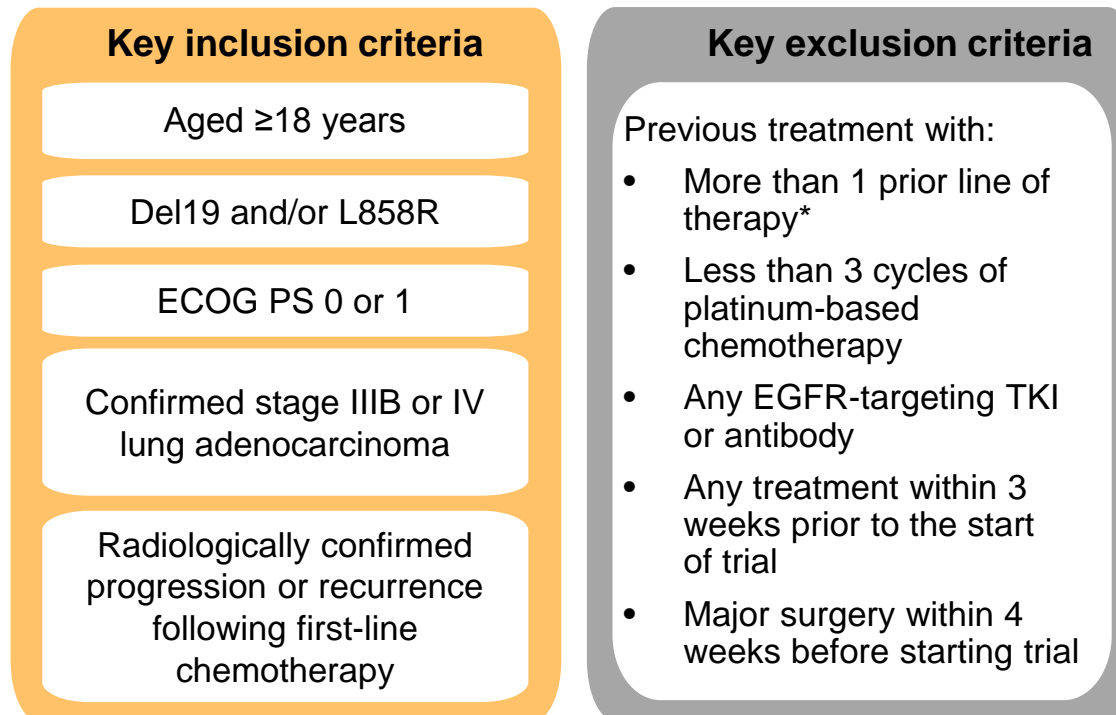 Key inclusion criteria
Aged ≥18 years
Del19 and/or L858R
ECOG PS 0 or 1
Confirmed stage IIIB or IV
lung adenocarcinoma
Radiologically confirmed
progression or recurrence
following first-line
chemotherapy
Key exclusion criteria
Previous treatment with:
• More than 1 prior line of
therapy*
• Less than 3 cycles of
platinum-based
chemotherapy
• Any EGFR-targeting TKI
or antibody
• Any treatment within 3
weeks prior to the start
of trial
• Major surgery within 4
weeks before starting trial